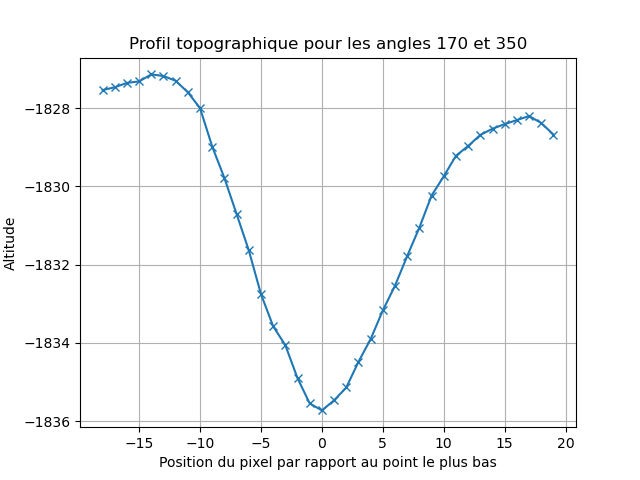 Profil topographique pour les angles 170 et 350
Altitude
−1828
−1830
−1832
−1834
−1836
−15 −10 −5 0 5 10 15 20
Position du pixel par rapport au point le plus bas